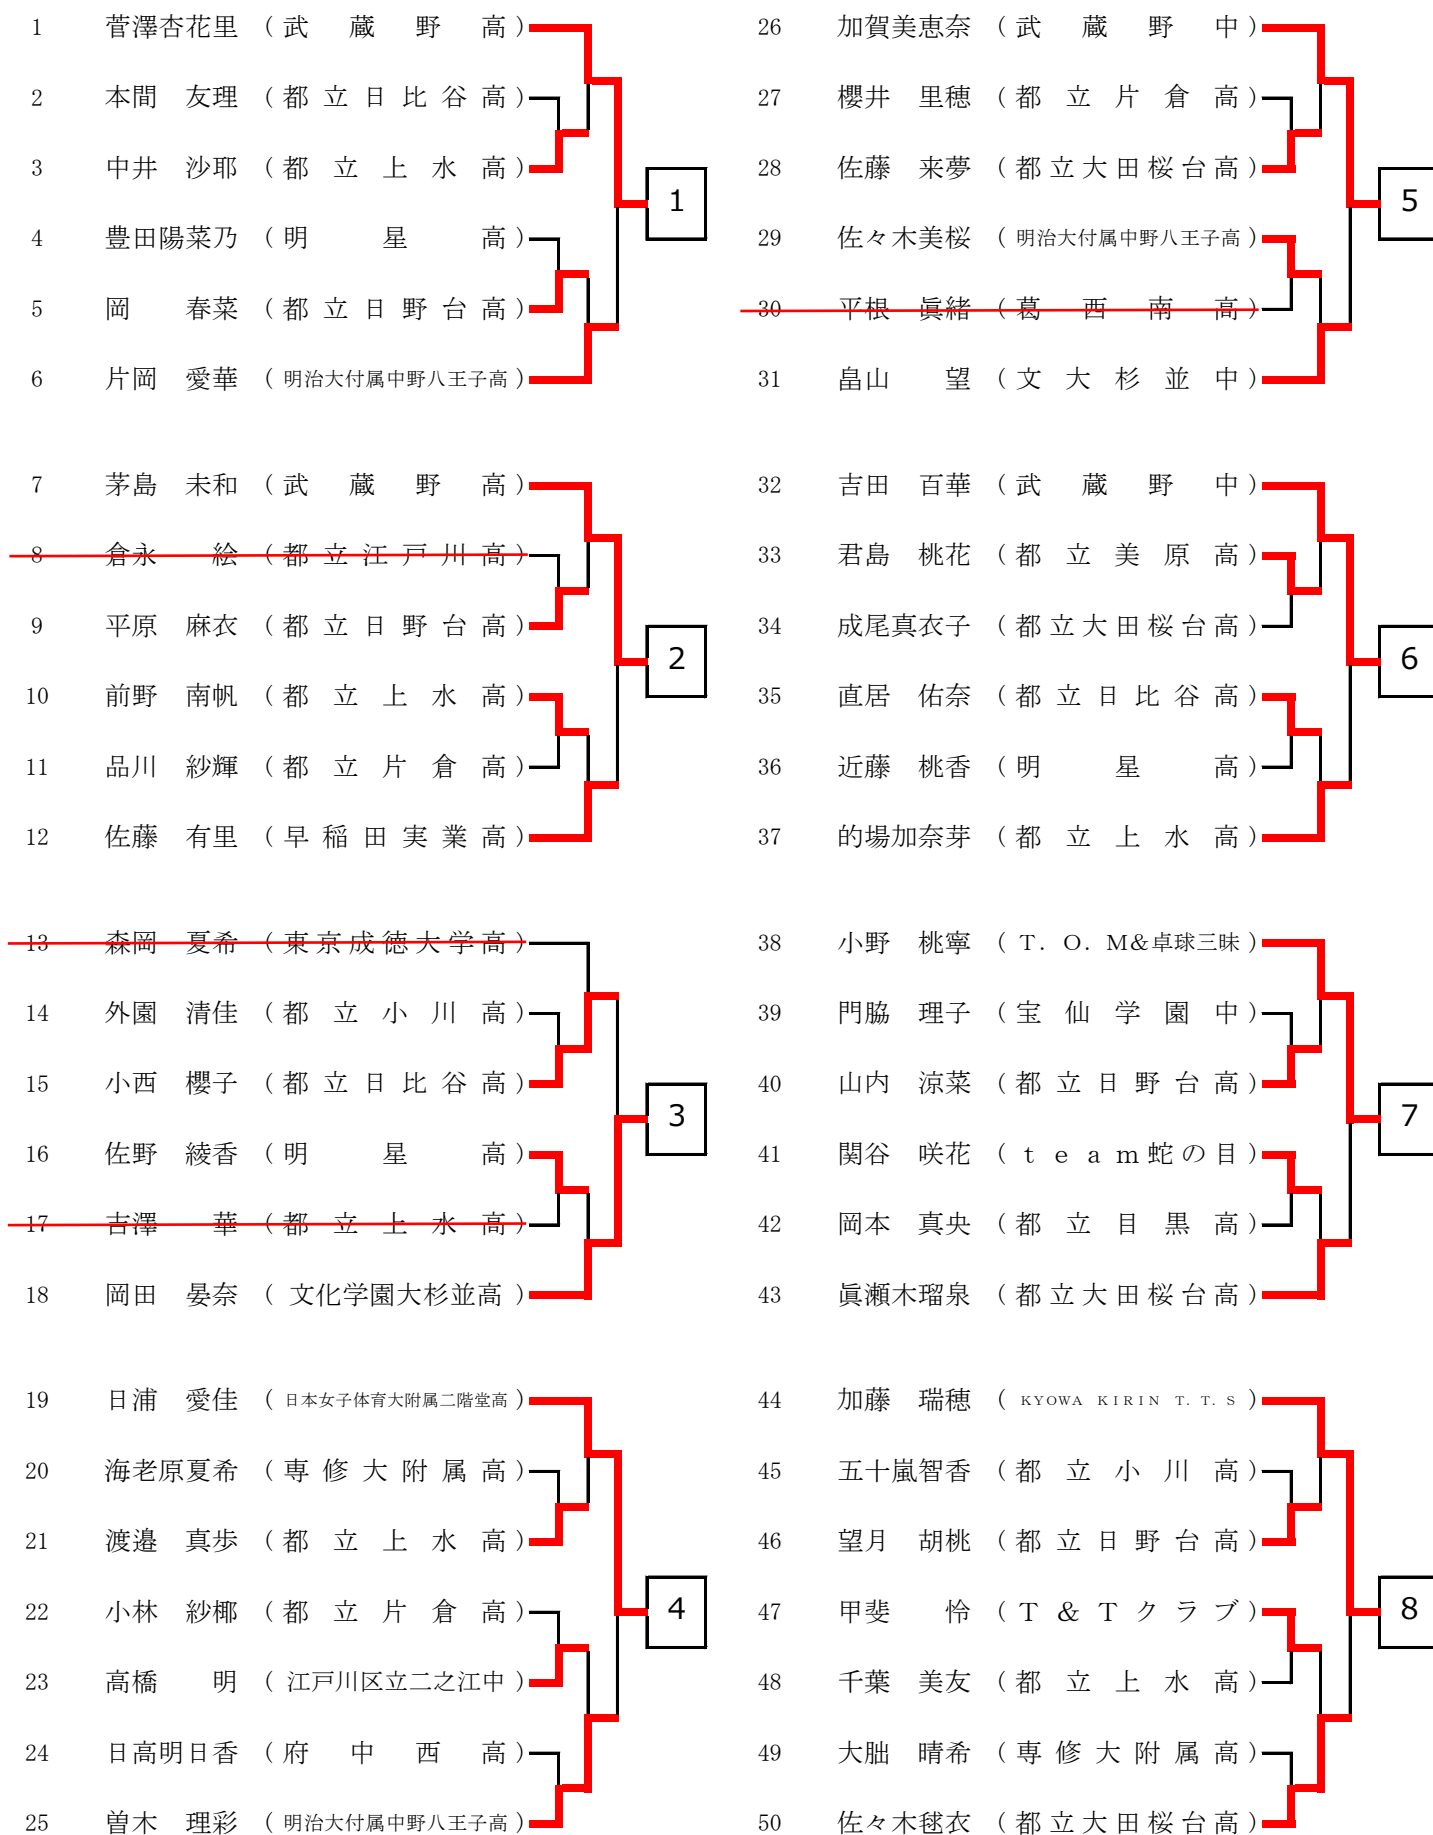 1 菅澤杏花里 （武蔵野高）
2 本間 友理 （都立日比谷高）
3 中井 沙耶 （都立上水高）
1
4 豊田陽菜乃 （明星高）
5 岡 春菜 （都立日野台高）
6 片岡 愛華 （明治大付属中野八王子高）
7 茅島 未和 （武蔵野高）
8 倉永 絵 （都立江戸川高）
9 平原 麻衣 （都立日野台高）
2
10 前野 南帆 （都立上水高）
11 品川 紗輝 （都立片倉高）
12 佐藤 有里 （早稲田実業高）
13 森岡 夏希 （東京成徳大学高）
14 外園 清佳 （都立小川高）
15 小西 櫻子 （都立日比谷高）
3
16 佐野 綾香 （明星高）
17 吉澤 華 （都立上水高）
18 岡田 晏奈 （文化学園大杉並高）
19 日浦 愛佳 （日本女子体育大附属二階堂高）
20 海老原夏希 （専修大附属高）
21 渡邉 真歩 （都立上水高）
4
22 小林 紗椰 （都立片倉高）
23 高橋 明 （江戸川区立二之江中）
24 日高明日香 （府中西高）
25 曽木 理彩 （明治大付属中野八王子高）
26 加賀美恵奈 （武蔵野中）
27 櫻井 里穂 （都立片倉高）
28 佐藤 来夢 （都立大田桜台高）
5
29 佐々木美桜 （明治大付属中野八王子高）
30 平根 眞緒 （葛西南高）
31 畠山 望 （文大杉並中）
32 吉田 百華 （武蔵野中）
33 君島 桃花 （都立美原高）
34 成尾真衣子 （都立大田桜台高）
6
35 直居 佑奈 （都立日比谷高）
36 近藤 桃香 （明星高）
37 的場加奈芽 （都立上水高）
38 小野 桃寧 （T．O．M&卓球三昧）
39 門脇 理子 （宝仙学園中）
40 山内 涼菜 （都立日野台高）
7
41 関谷 咲花 （ｔｅａｍ蛇の目）
42 岡本 真央 （都立目黒高）
43 眞瀬木瑠泉 （都立大田桜台高）
44 加藤 瑞穂 （KYOWA KIRIN T．T．S）
45 五十嵐智香 （都立小川高）
46 望月 胡桃 （都立日野台高）
8
47 甲斐 怜 （T＆Tクラブ）
48 千葉 美友 （都立上水高）
49 大朏 晴希 （専修大附属高）
50 佐々木毬衣 （都立大田桜台高）